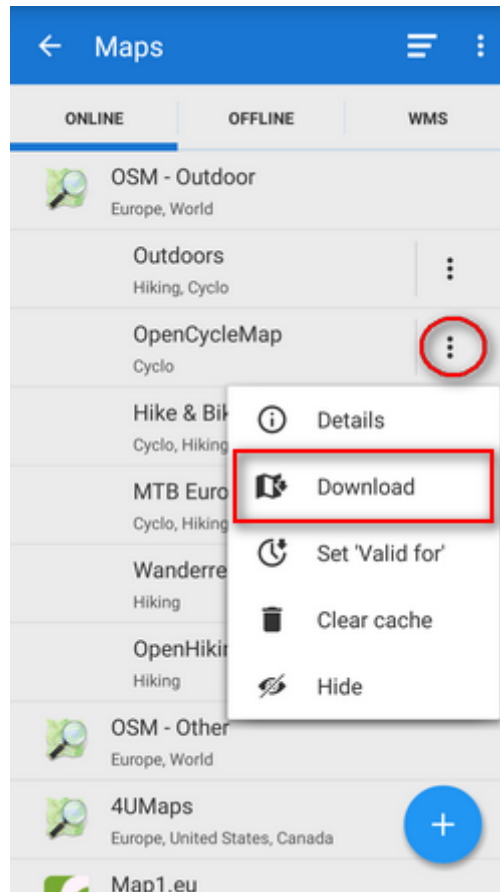 Maps
ONLINE OFFLINE WMS
OSM - Outdoor
Europe, World
Outdoors
Hiking, Cyclo
OpenCycleMap
Cyclo
Hike & Bik
Cyclo, Hiking
Details
MTB Euro
Cyclo, Hiking
Download
Wanderre
Hiking
Set 'Valid for'
Clear cache
OpenHikin
Hiking
Hide
OSM - Other
Europe, World
4UMaps
Europe, United States, Canada
Map1.eu